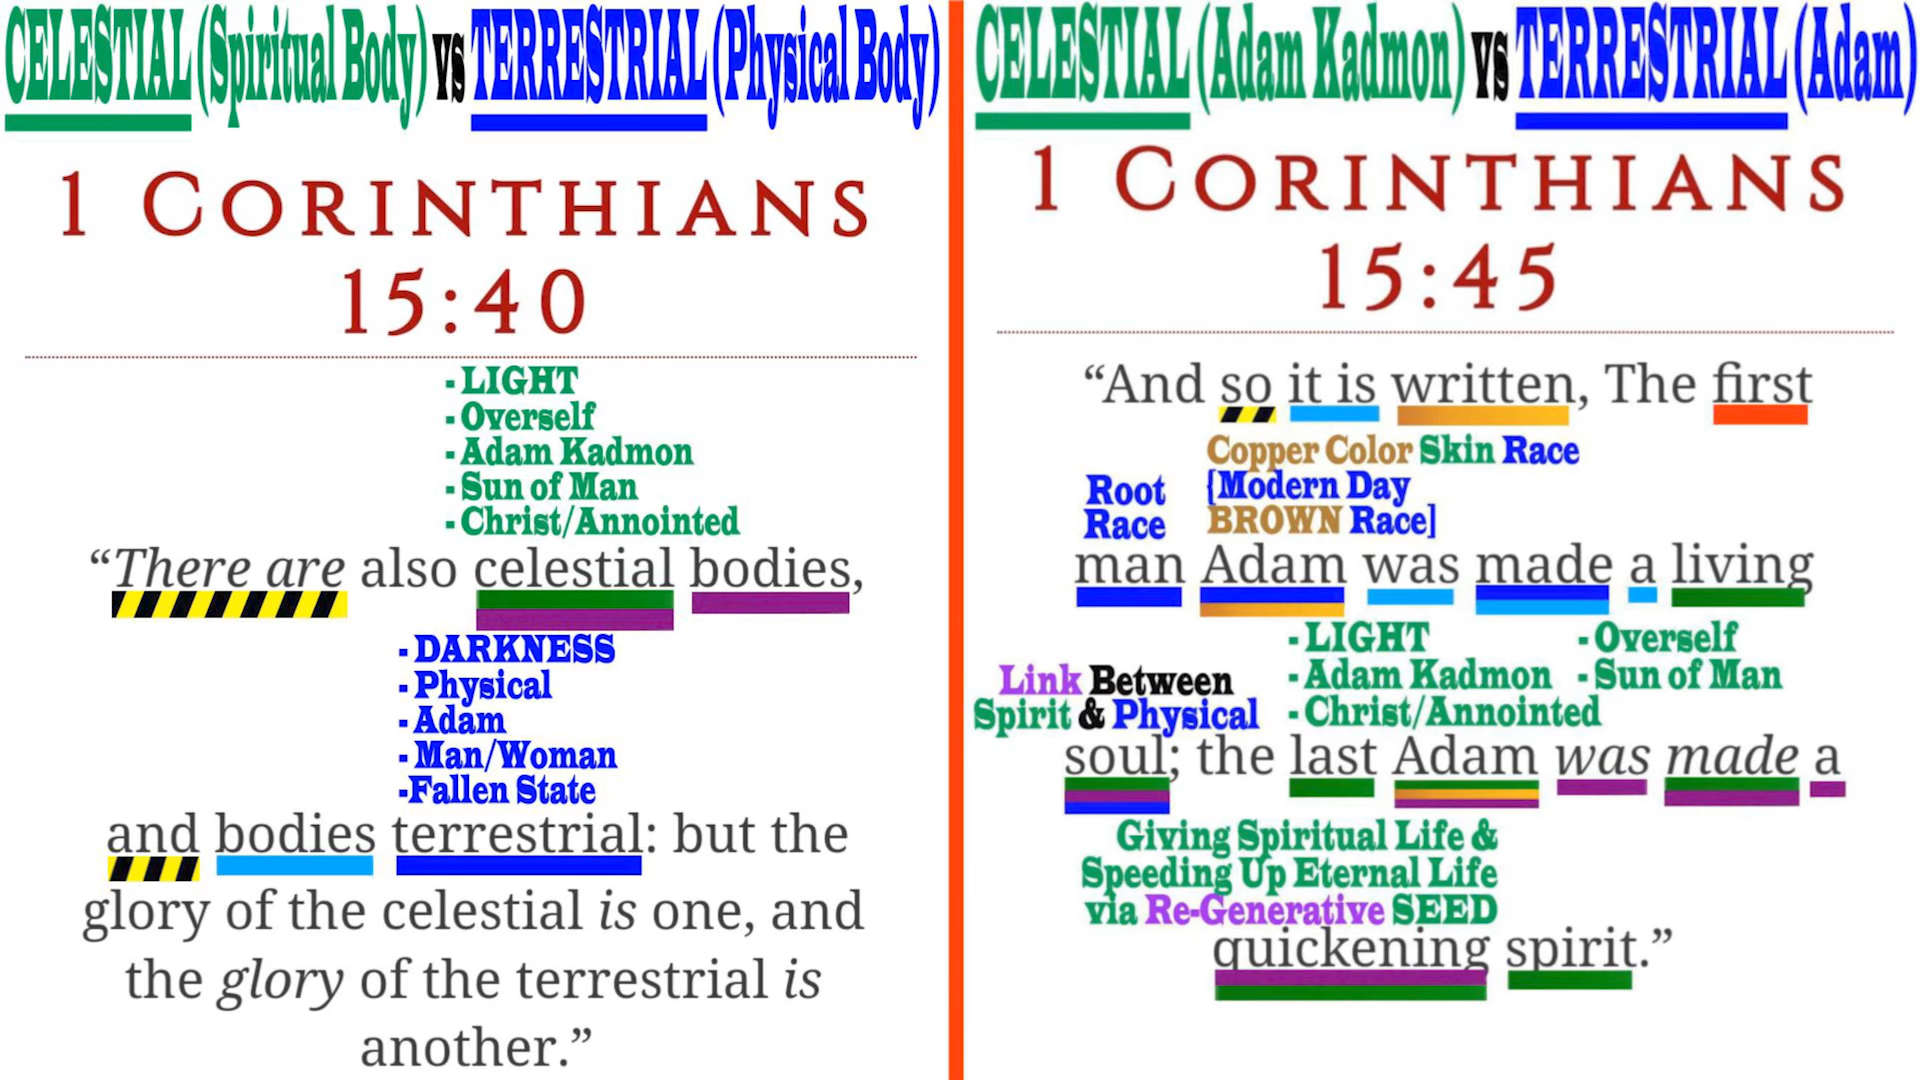 CELESTIAL (Spiritual Body) vs TERRESTRIAL (Physical Body)
1 CORINTHIANS
15:40
- LIGHT
- Overself
- Adam Kadmon
- Sun of Man
- Christ/Annointed
“There are also celestial bodies,
- DARKNESS
- Physical
- Adam
- Man/Woman
-Fallen State
and bodies terrestrial: but the
glory of the celestial is one, and
the glory of the terrestrial is
another.”
CELESTIAL (Adam Kadmon) vs TERRESTRIAL (Adam)
1 CORINTHIANS
15:45
“And so it is written, The first
Copper Color Skin Race
Root {Modern Day
Race BROWN Race]
man Adam was made a living
- LIGHT - Overself
Link Between - Adam Kadmon - Sun of Man
Spirit & Physical - Christ/Annointed
soul; the last Adam was made a
Giving Spiritual Life &
Speeding Up Eternal Life
via Re-Generative SEED
quickening spirit.”